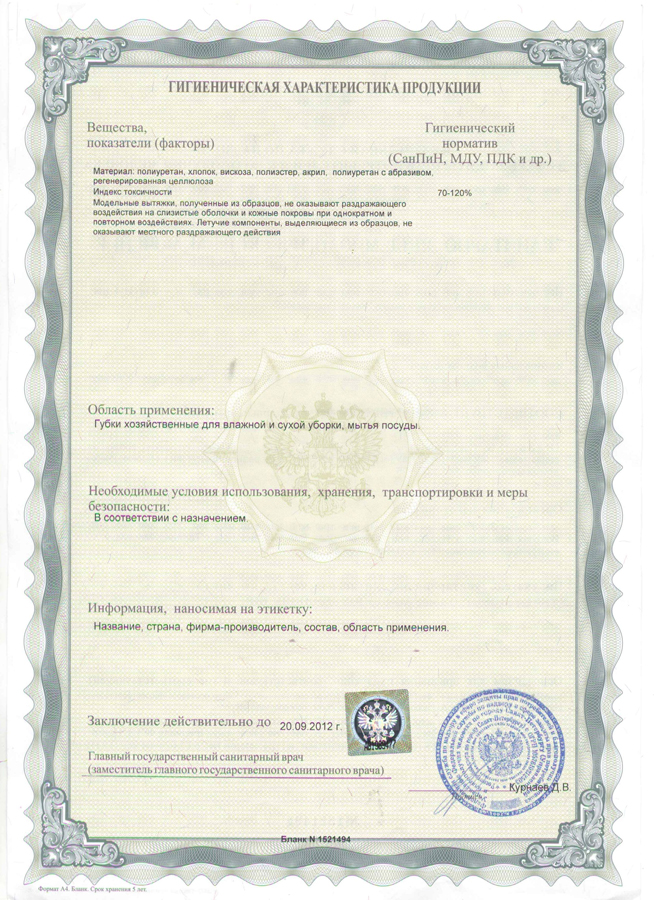 ГИГИЕНИЧЕСКАЯ ХАРАКТЕРИСТИКА ПРОДУКЦИИ
Вещества,
показатели (факторы)
Гигиенический
норматив
(СанПиН, МДУ, ПДК и др.)
Материал: полиуретан, хлопок, вискоза, полиэстер, акрил, полиуретан с абразивом,
регенерированная целлюлоза
Индекс токсичности 70-120%
Модельные вытяжки, полученные из образцов, не оказывают раздражающего
воздействия на слизистые оболочки и кожные покровы при однократном и
повторном воздействиях. Летучие компоненты, выделяющиеся из образцов, не
оказывают местного раздражающего действия
Область применения:
Губки хозяйственные для влажной и сухой уборки, мытья посуды.
Необходимые условия использования, хранения, транспортировки и меры
безопасности:
В соответствии с назначением.
Информация, наносимая на этикетку:
Название, страна, фирма-производитель, состав, область применения.
Заключение действительно до 20.09.2012 г.
Главный государственный санитарный врач
(заместитель главного государственного санитарного врача)
Курчаев Д.В.
Бланк N 1521494
Формат А4. Бланк. Срок хранения 5 лет.